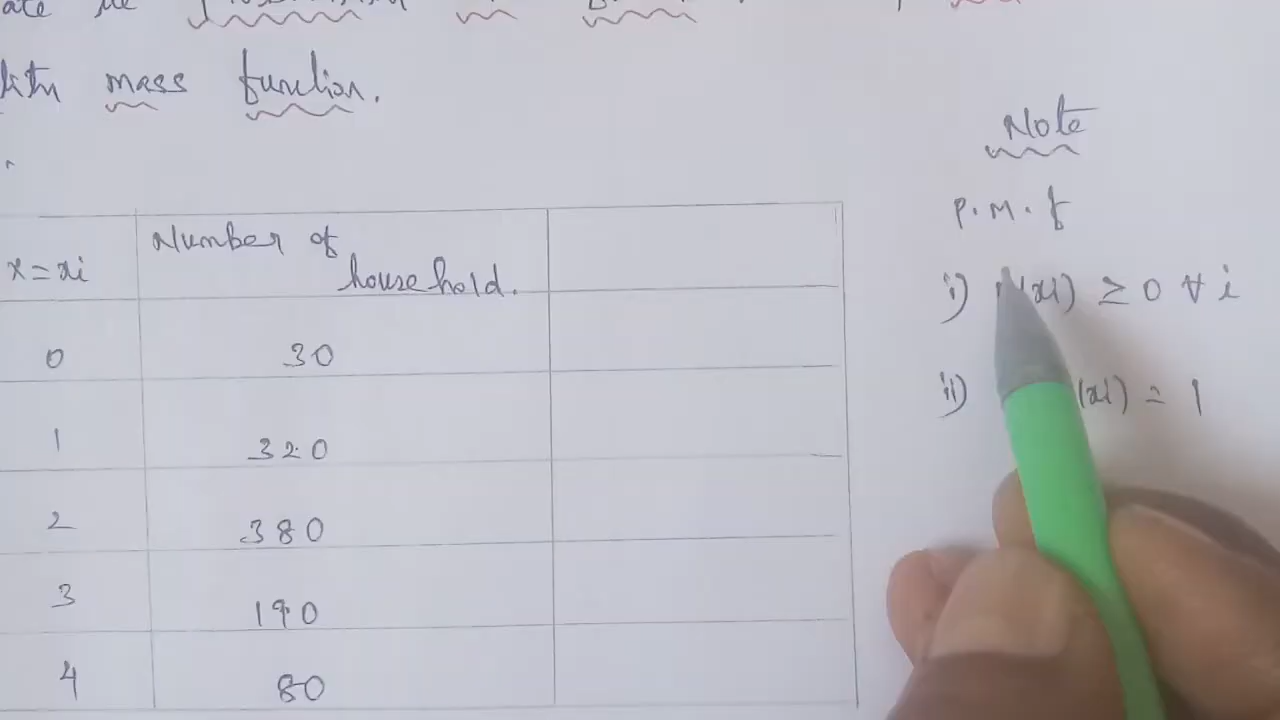 mass function.
Note
P.M.f
x = xi Number of household.
i) (xi) ≥ 0 ∀ i
0 30
ii) (xi) = 1
1 320
2 380
3 190
4 80